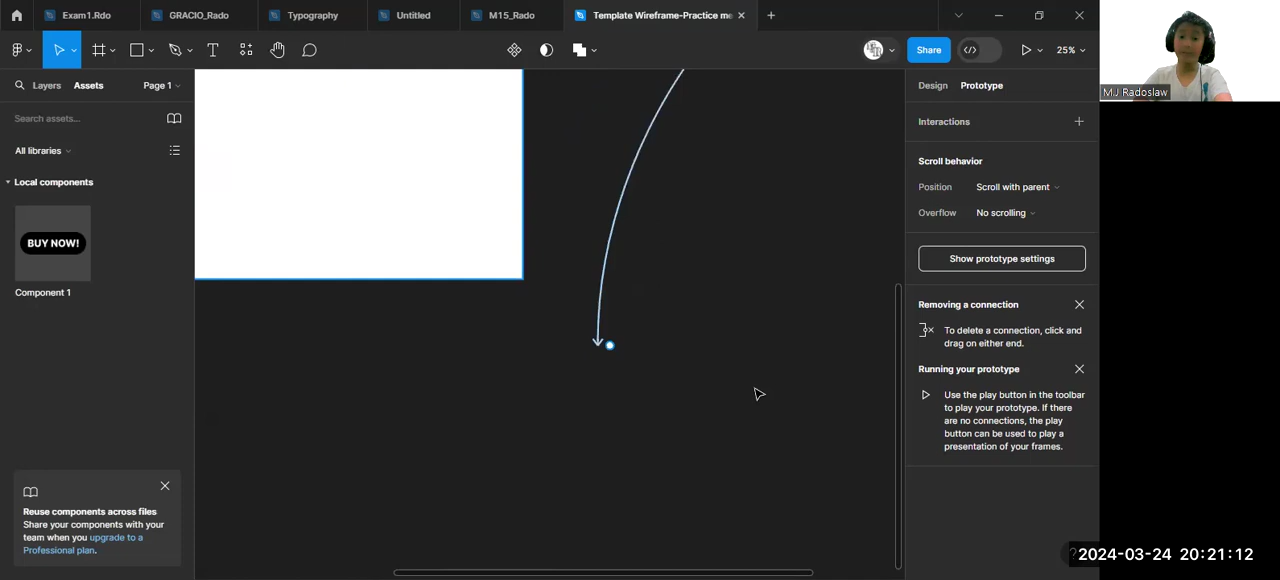 Exam1.Rdo
GRACIO_Rado
Typography
Untitled
M15_Rado
Template Wireframe-Practice me
Share
25%
Layers
Assets
Page 1
Search assets...
All libraries
Local components
BUY NOW!
Component 1
Reuse components across files
Share your components with your
team when you upgrade to a
Professional plan.
Design
Prototype
Interactions
Scroll behavior
Position
Scroll with parent
Overflow
No scrolling
Show prototype settings
Removing a connection
To delete a connection, click and
drag on either end.
Running your prototype
Use the play button in the toolbar
to play your prototype. If there
are no connections, the play
button can be used to play a
presentation of your frames.
M.J Radoslaw
2024-03-24 20:21:12